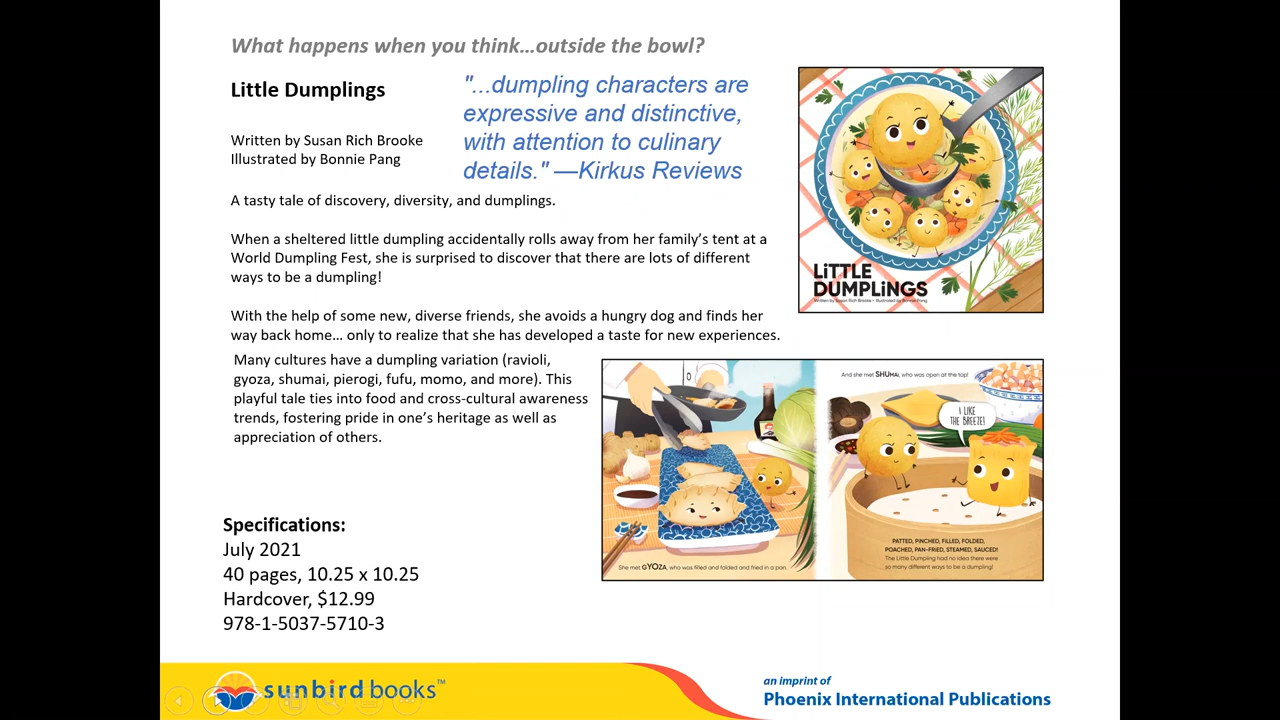 What happens when you think...outside the bowl?
Little Dumplings
Written by Susan Rich Brooke
Illustrated by Bonnie Pang
"...dumpling characters are
expressive and distinctive,
with attention to culinary
details." —Kirkus Reviews
A tasty tale of discovery, diversity, and dumplings.
When a sheltered little dumpling accidentally rolls away from her family's tent at a
World Dumpling Fest, she is surprised to discover that there are lots of different
ways to be a dumpling!
With the help of some new, diverse friends, she avoids a hungry dog and finds her
way back home... only to realize that she has developed a taste for new experiences.
Many cultures have a dumpling variation (ravioli,
gyoza, shumai, pierogi, fufu, momo, and more). This
playful tale ties into food and cross-cultural awareness
trends, fostering pride in one's heritage as well as
appreciation of others.
Specifications:
July 2021
40 pages, 10.25 x 10.25
Hardcover, $12.99
978-1-5037-5710-3
LiTTLE
DUMPLiNGS
Written by Susan Rich Brooke • Illustrated by Bonnie Pang
She met GYOZA, who was filled and folded and fried in a pan.
And she met SHUMAI, who was open at the top!
I LIKE
THE BREEZE!
PATTED, PINCHED, FILLED, FOLDED,
POACHED, PAN-FRIED, STEAMED, SAUCED!
The Little Dumpling had no idea there were
so many different ways to be a dumpling!
sunbird books™
an imprint of
Phoenix International Publications